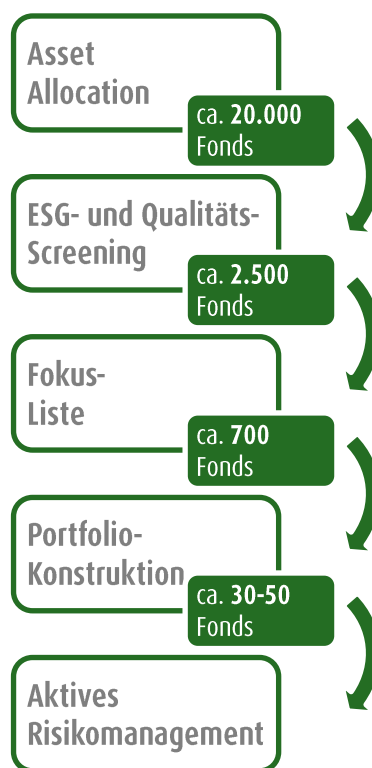 Asset
Allocation
ca. 20.000
Fonds
ESG- und Qualitäts-
Screening
ca. 2.500
Fonds
Fokus-
Liste
ca. 700
Fonds
Portfolio-
Konstruktion
ca. 30-50
Fonds
Aktives
Risikomanagement